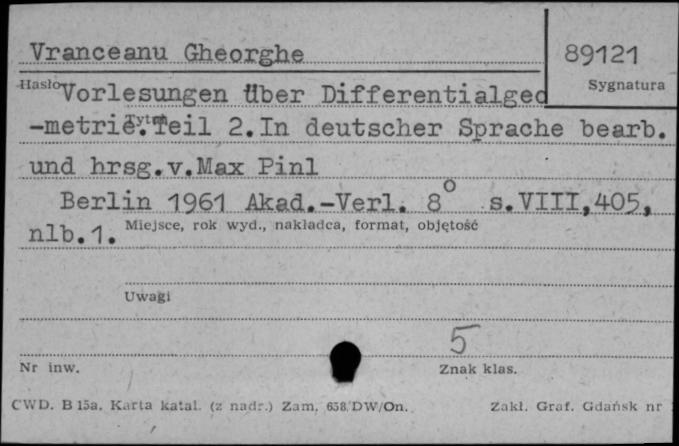 Vranceanu Gheorghe
89121
Hasło
Sygnatura
Vorlesungen über Differentialgeo
-metrie. Teil 2. In deutscher Sprache bearb.
Tytuł
und hrsg.v.Max Pinl
Berlin 1961 Akad.-Verl. 8° s.VIII,405,
nlb.1.
Miejsce, rok wyd., nakładca, format, objętość
Uwagi
5
Nr inw.
Znak klas.
CWD. B 15a. Karta katal. (z nadr.) Zam. 658/DW/On.
Zakł. Graf. Gdańsk nr